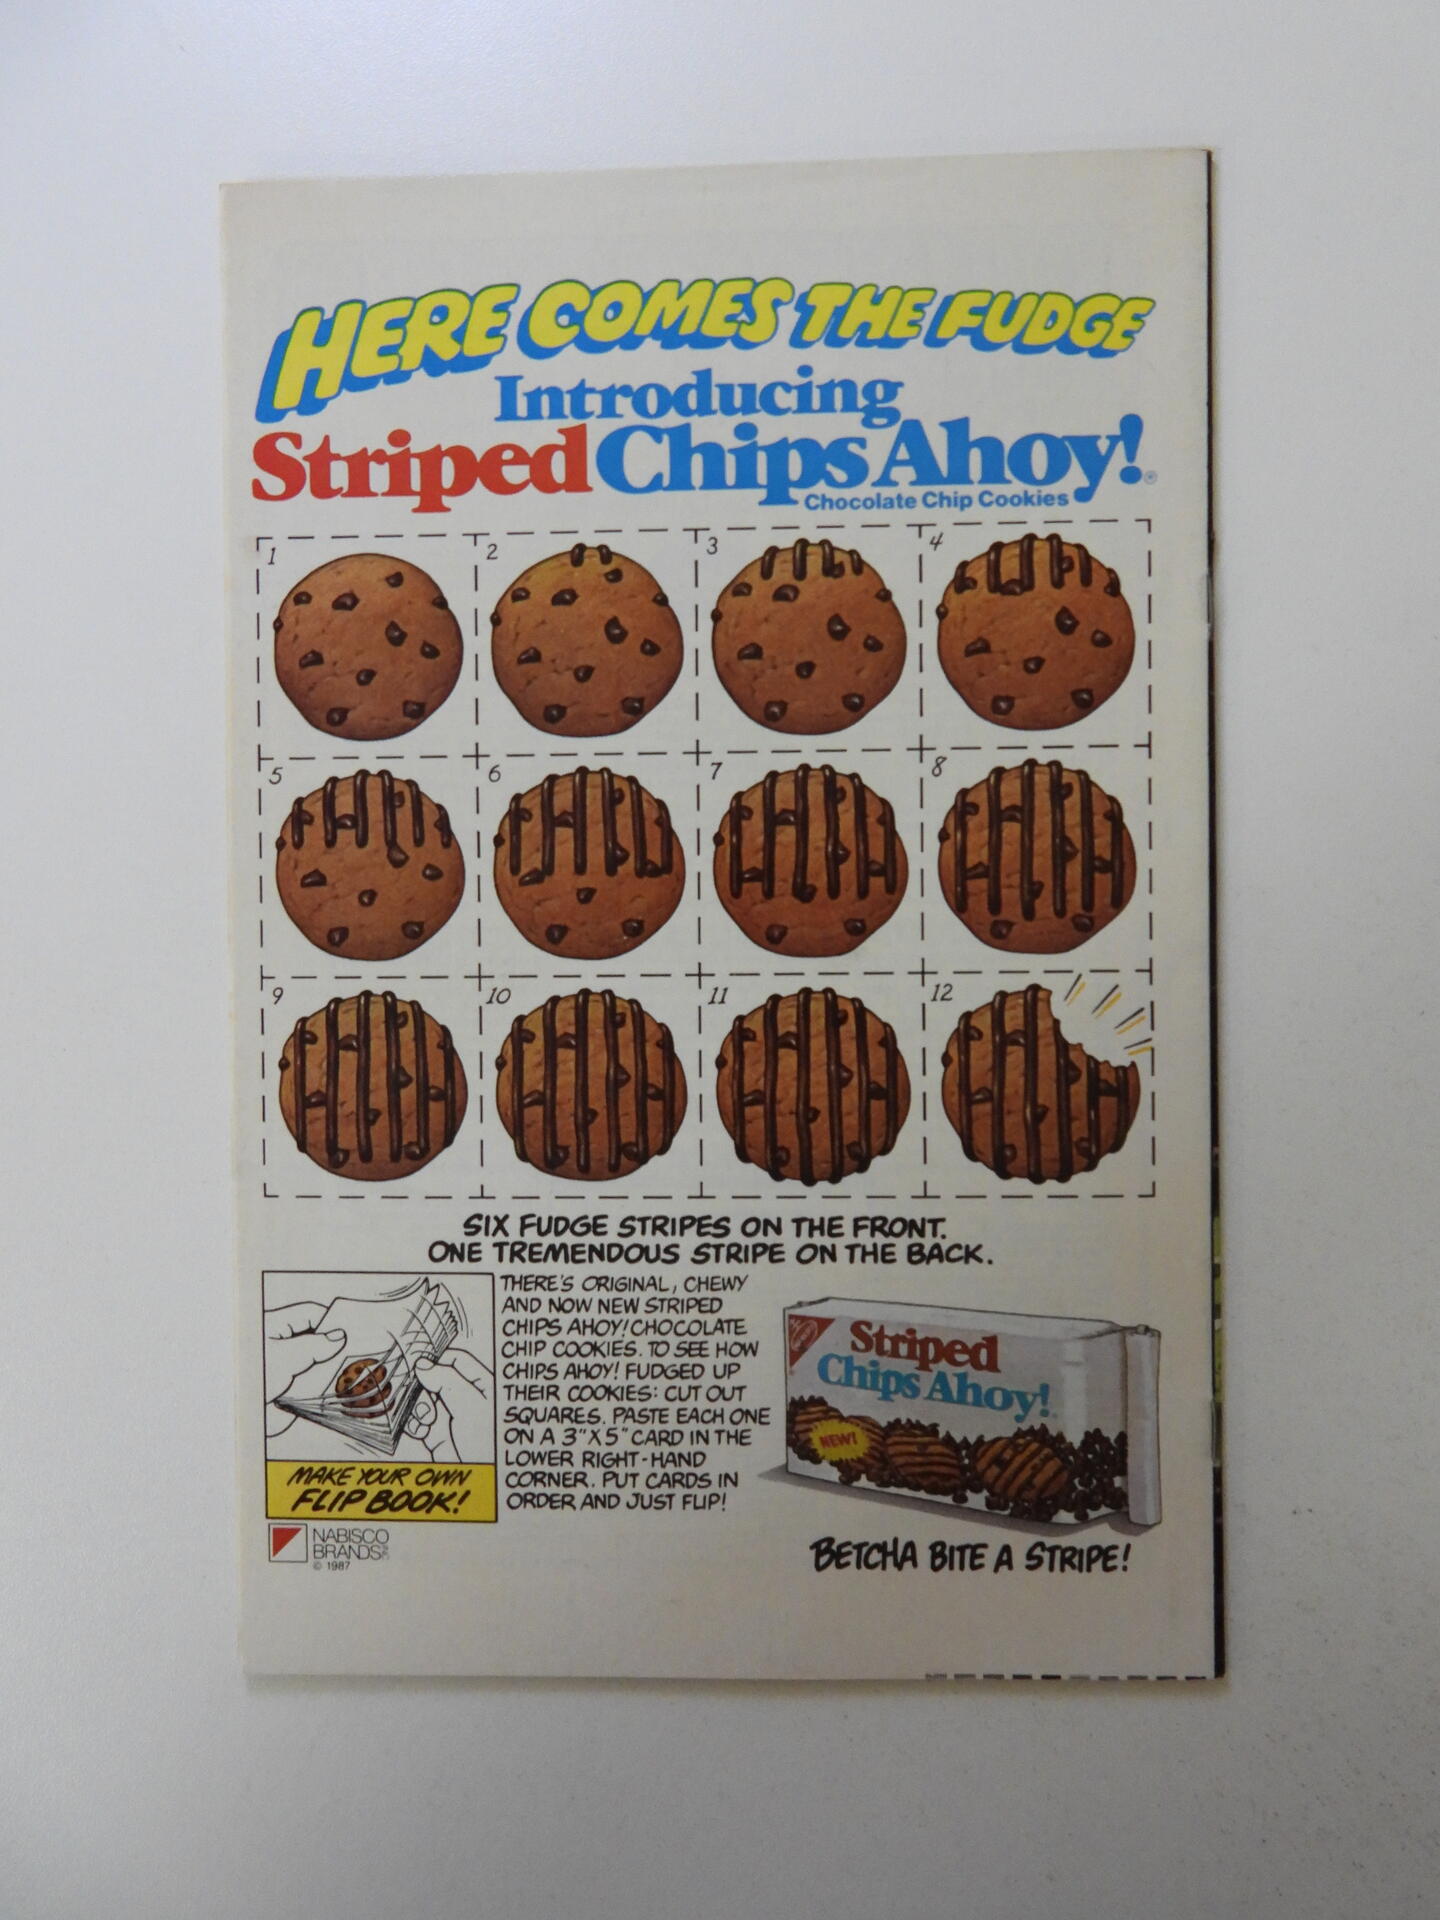 HERE COMES THE FUDGE
Introducing
Striped Chips Ahoy!®
Chocolate Chip Cookies
1
2
3
4
5
6
7
8
9
10
11
12
SIX FUDGE STRIPES ON THE FRONT.
ONE TREMENDOUS STRIPE ON THE BACK.
MAKE YOUR OWN
FLIP BOOK!
THERE'S ORIGINAL, CHEWY
AND NOW NEW STRIPED
CHIPS AHOY! CHOCOLATE
CHIP COOKIES. TO SEE HOW
CHIPS AHOY! FUDGED UP
THEIR COOKIES: CUT OUT
SQUARES. PASTE EACH ONE
ON A 3"X5" CARD IN THE
LOWER RIGHT-HAND
CORNER. PUT CARDS IN
ORDER AND JUST FLIP!
Striped
Chips Ahoy!
NEW!
NABISCO
BRANDS
© 1987
BETCHA BITE A STRIPE!